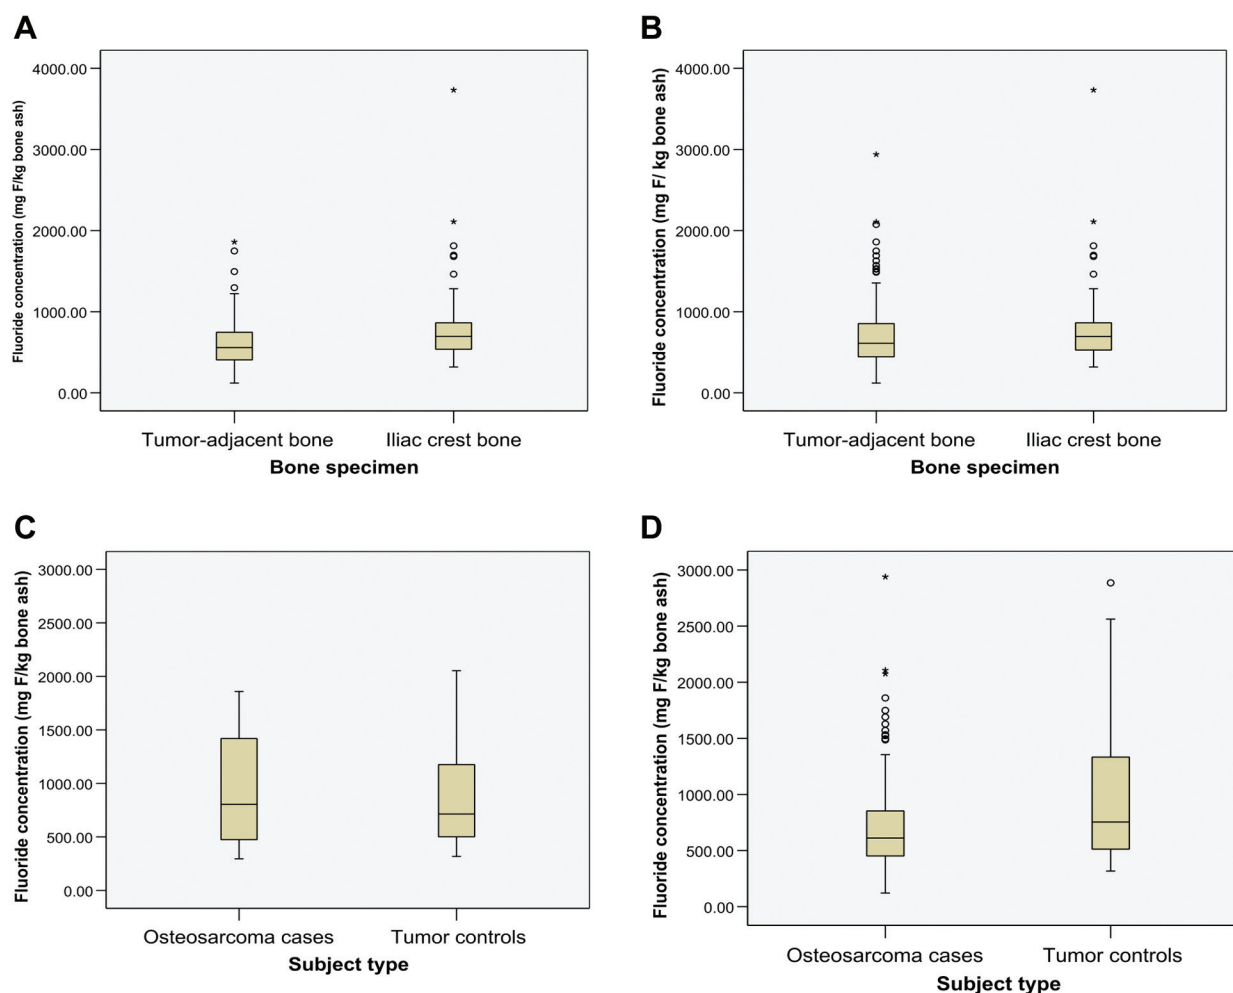 A
Fluoride concentration (mg F/kg bone ash)
4000.00
3000.00
2000.00
1000.00
0.00
Tumor-adjacent bone
Iliac crest bone
Bone specimen
B
Fluoride concentration (mg F/ kg bone ash)
4000.00
3000.00
2000.00
1000.00
0.00
Tumor-adjacent bone
Iliac crest bone
Bone specimen
C
Fluoride concentration (mg F/kg bone ash)
3000.00
2500.00
2000.00
1500.00
1000.00
500.00
0.00
Osteosarcoma cases
Tumor controls
Subject type
D
Fluoride concentration (mg F/kg bone ash)
3000.00
2500.00
2000.00
1500.00
1000.00
500.00
0.00
Osteosarcoma cases
Tumor controls
Subject type